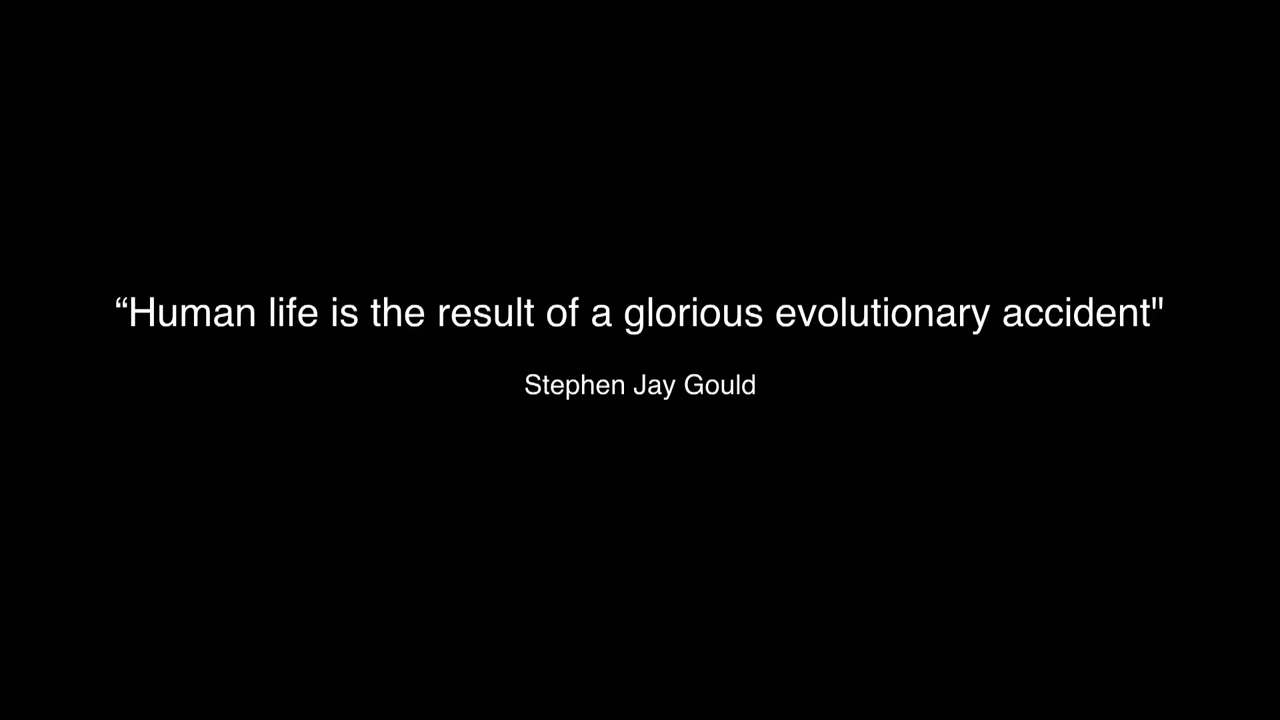 “Human life is the result of a glorious evolutionary accident"
Stephen Jay Gould